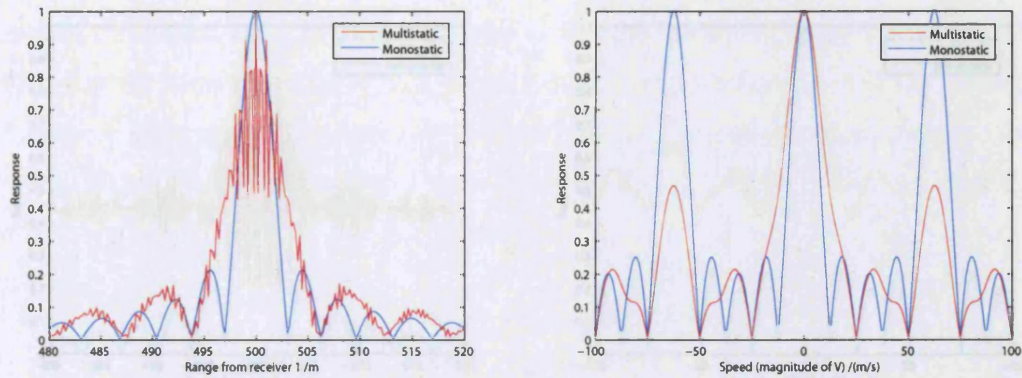 1
0.9
0.8
0.7
0.6
0.5
0.4
0.3
0.2
0.1
0
Response
480 485 490 495 500 505 510 515 520
Range from receiver 1 /m
Multistatic
Monostatic
1
0.9
0.8
0.7
0.6
0.5
0.4
0.3
0.2
0.1
0
Response
-100 -50 0 50 100
Speed (magnitude of V) /(m/s)
Multistatic
Monostatic